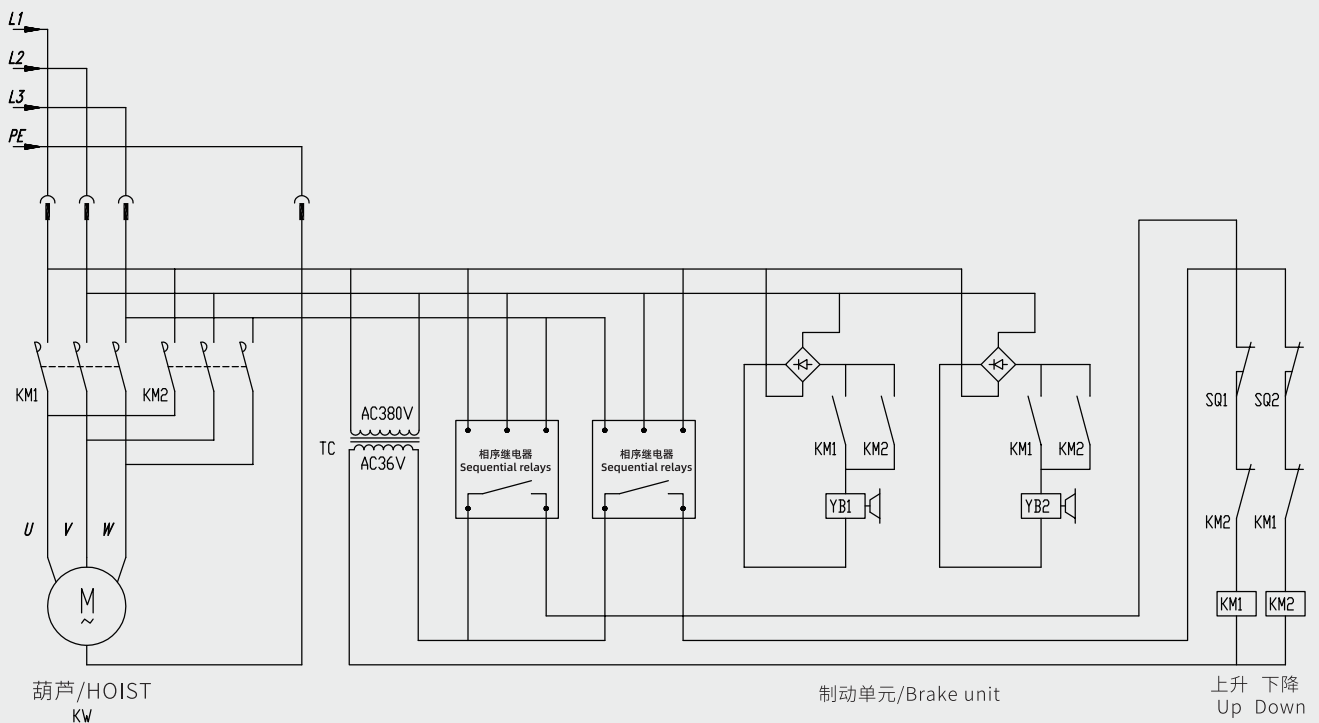 L1
L2
L3
PE
KM1
KM2
TC
AC380V
AC36V
相序继电器
Sequential relays
相序继电器
Sequential relays
KM1
KM2
YB1
KM1
KM2
YB2
SQ1
SQ2
KM2
KM1
KM1
KM2
U
V
W
M
~
葫芦/HOIST
KW
制动单元/Brake unit
上升 下降
Up Down